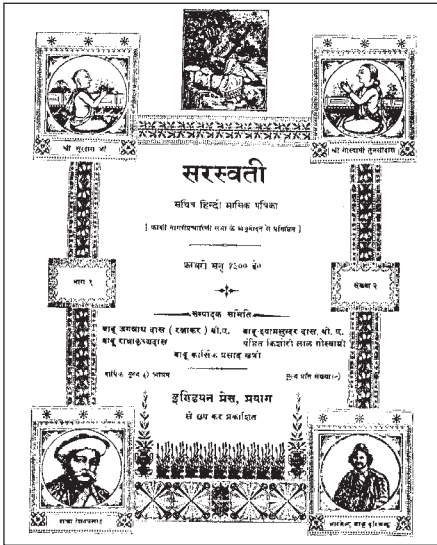 श्री सूरदास जी
श्री गोस्वामी तुलसीदास
सरस्वती
सचित्र हिन्दी मासिक पत्रिका
[ काशी नागरीप्रचारिणी सभा के अनुमोदन से प्रतिष्ठित ]
फ़रवरी सन् १९०० ई०
भाग १
संख्या २
सम्पादक समिति
बाबू जगन्नाथ दास (रत्नाकर) बी.ए.
बाबू श्यामसुन्दर दास, बी. ए.
बाबू राधाकृष्णदास
पंडित किशोरी लाल गोस्वामी
बाबू कार्तिक प्रसाद खत्री
वार्षिक मूल्य
मूल्य प्रति संख्या
इण्डियन प्रेस, प्रयाग
से छप कर प्रकाशित
राजा शिवप्रसाद
भारतेन्दु बाबू हरिश्चन्द्र